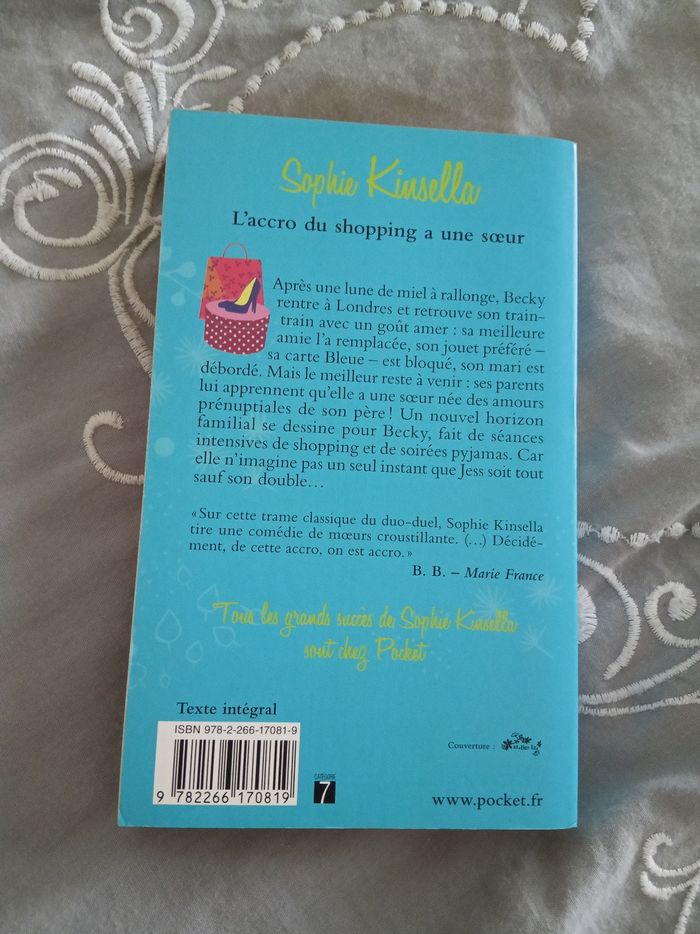 Sophie Kinsella
L'accro du shopping a une sœur
Après une lune de miel à rallonge, Becky
rentre à Londres et retrouve son train-
train avec un goût amer : sa meilleure
amie l'a remplacée, son jouet préféré –
sa carte Bleue – est bloqué, son mari est
débordé. Mais le meilleur reste à venir : ses parents
lui apprennent qu'elle a une sœur née des amours
prénuptiales de son père ! Un nouvel horizon
familial se dessine pour Becky, fait de séances
intensives de shopping et de soirées pyjamas. Car
elle n'imagine pas un seul instant que Jess soit tout
sauf son double…
« Sur cette trame classique du duo-duel, Sophie Kinsella
tire une comédie de mœurs croustillante. (…) Décidé-
ment, de cette accro, on est accro. »
B. B. – Marie France
Tous les grands succès de Sophie Kinsella
sont chez Pocket
Texte intégral
ISBN 978-2-266-17081-9
9 782266 170819
CATÉGORIE
7
Couverture :
www.pocket.fr